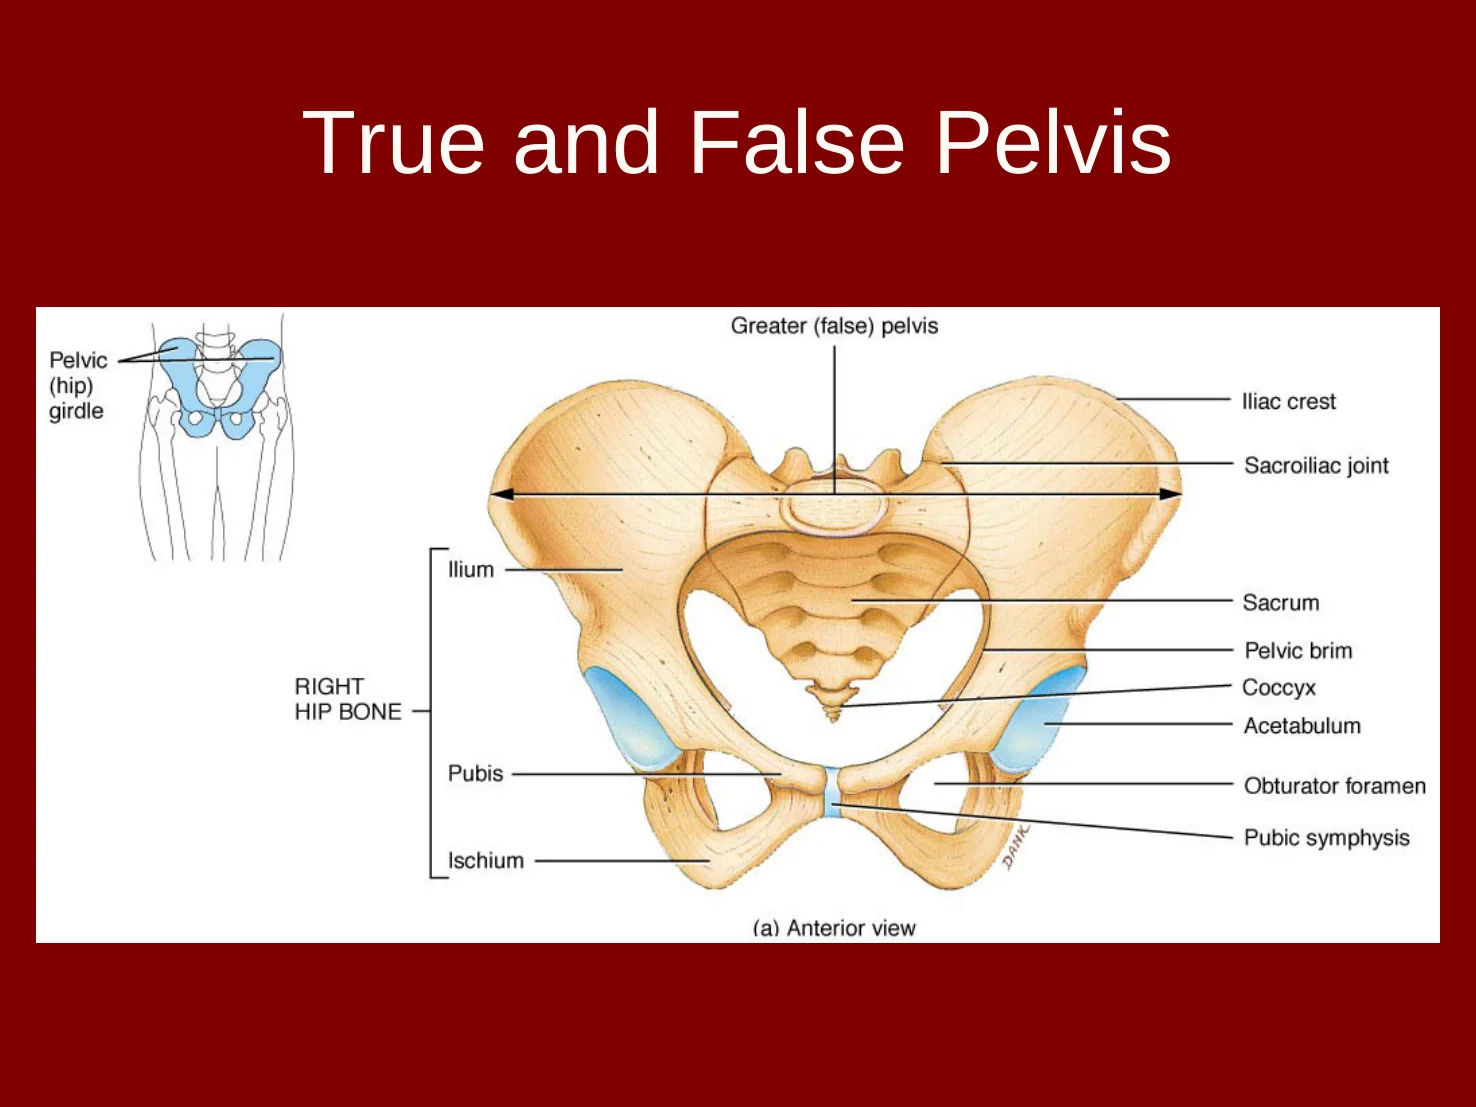 True and False Pelvis
Greater (false) pelvis
Pelvic
(hip)
girdle
Iliac crest
Sacroiliac joint
Ilium
Sacrum
Pelvic brim
RIGHT
HIP BONE
Coccyx
Acetabulum
Pubis
Obturator foramen
Pubic symphysis
Ischium
DANK
(a) Anterior view